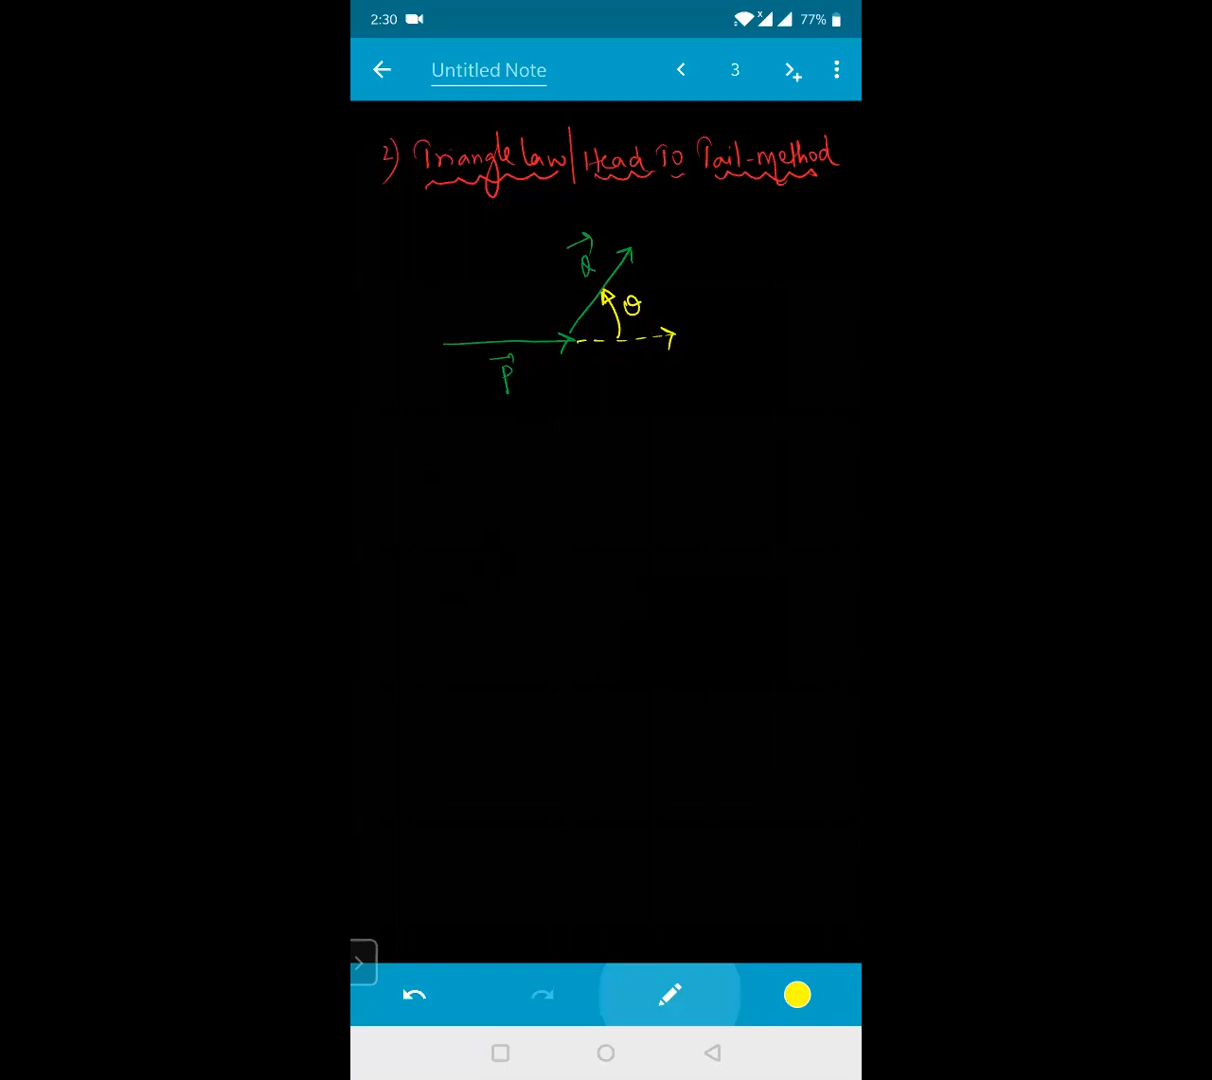 2:30 77%
Untitled Note 3
2) Triangle law/Head To Tail-method
Q
θ
P